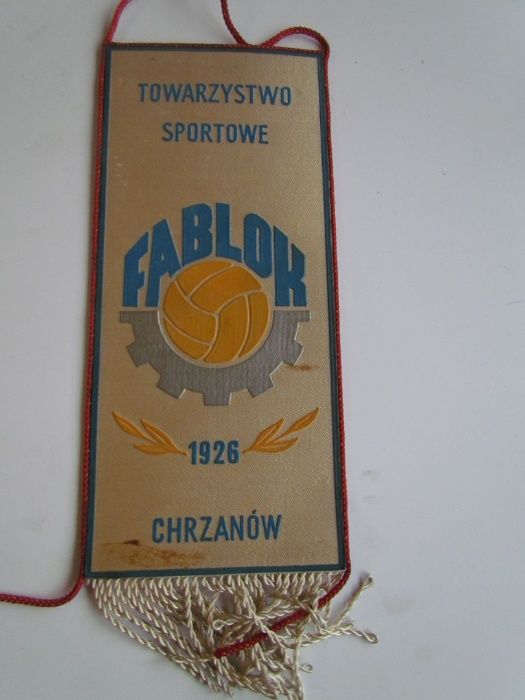 TOWARZYSTWO
SPORTOWE
FABLOK
1926
CHRZANÓW